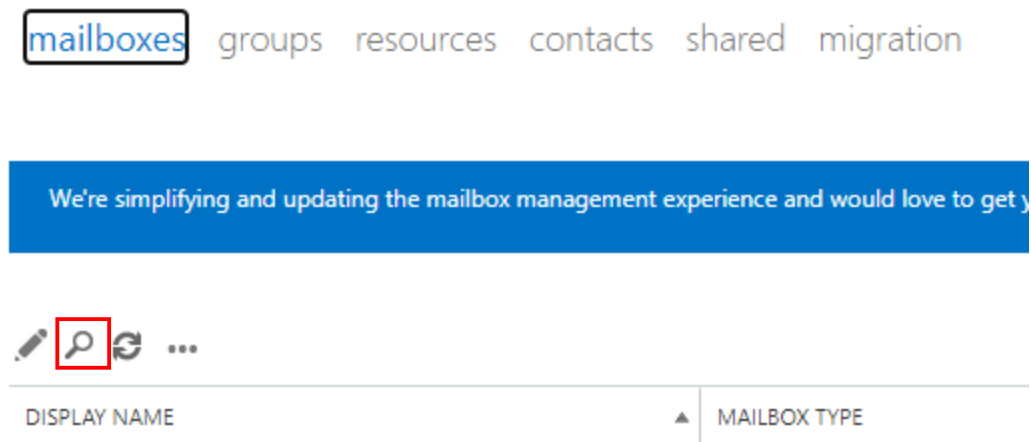 mailboxes groups resources contacts shared migration
We're simplifying and updating the mailbox management experience and would love to get
DISPLAY NAME MAILBOX TYPE